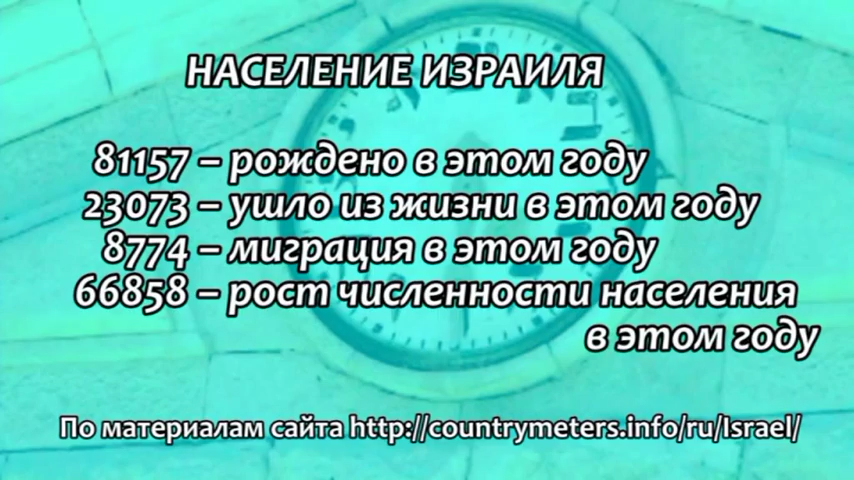 НАСЕЛЕНИЕ ИЗРАИЛЯ
81157 – рождено в этом году
23073 – ушло из жизни в этом году
8774 – миграция в этом году
66858 – рост численности населения
в этом году
По материалам сайта http://countrymeters.info/ru/Israel/